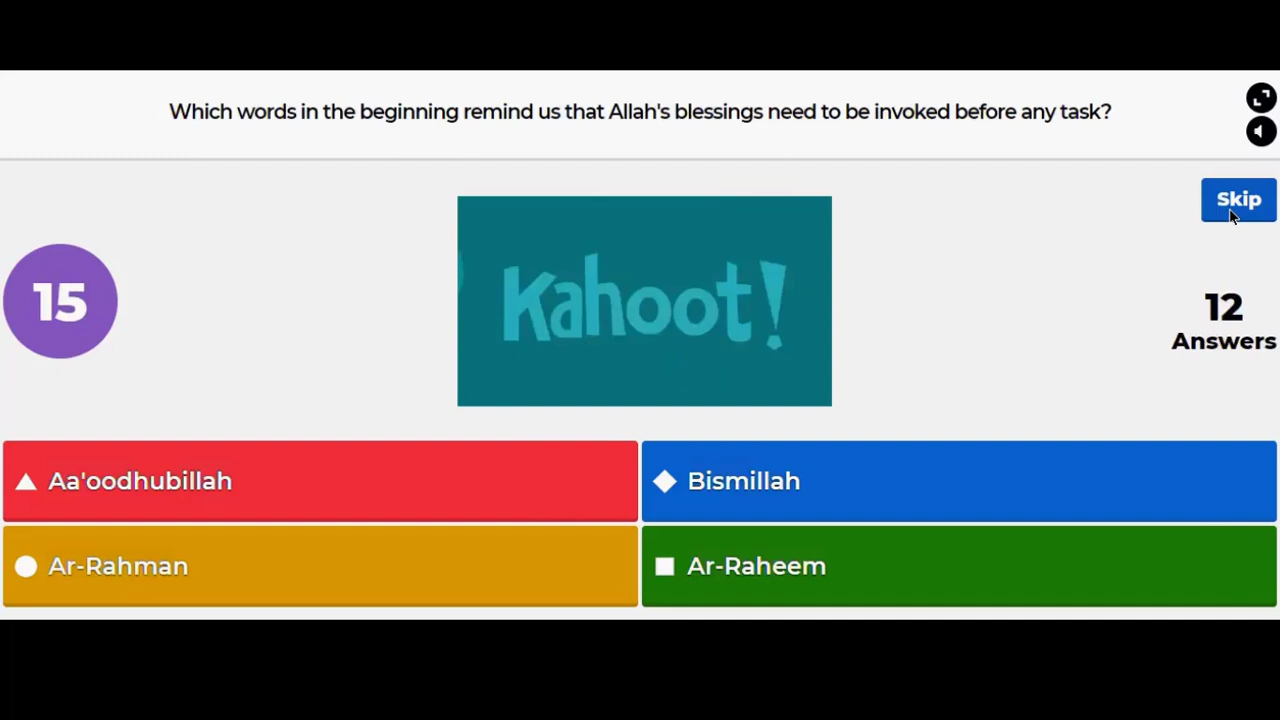 Which words in the beginning remind us that Allah's blessings need to be invoked before any task?
Skip
15
Kahoot!
12
Answers
Aa'oodhubillah
Bismillah
Ar-Rahman
Ar-Raheem